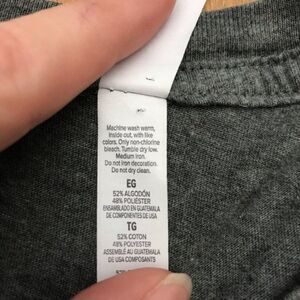 Machine wash warm,
inside out, with like
colors. Only non-chlorine
bleach. Tumble dry low.
Medium iron.
Do not iron decoration.
Do not dry clean.
EG
52% ALGODÓN
48% POLIÉSTER
ENSAMBLADO EN GUATEMALA
DE COMPONENTES DE USA
TG
52% COTON
48% POLYESTER
ASSEMBLÉ AU GUATEMALA
DE USA COMPOSANTS